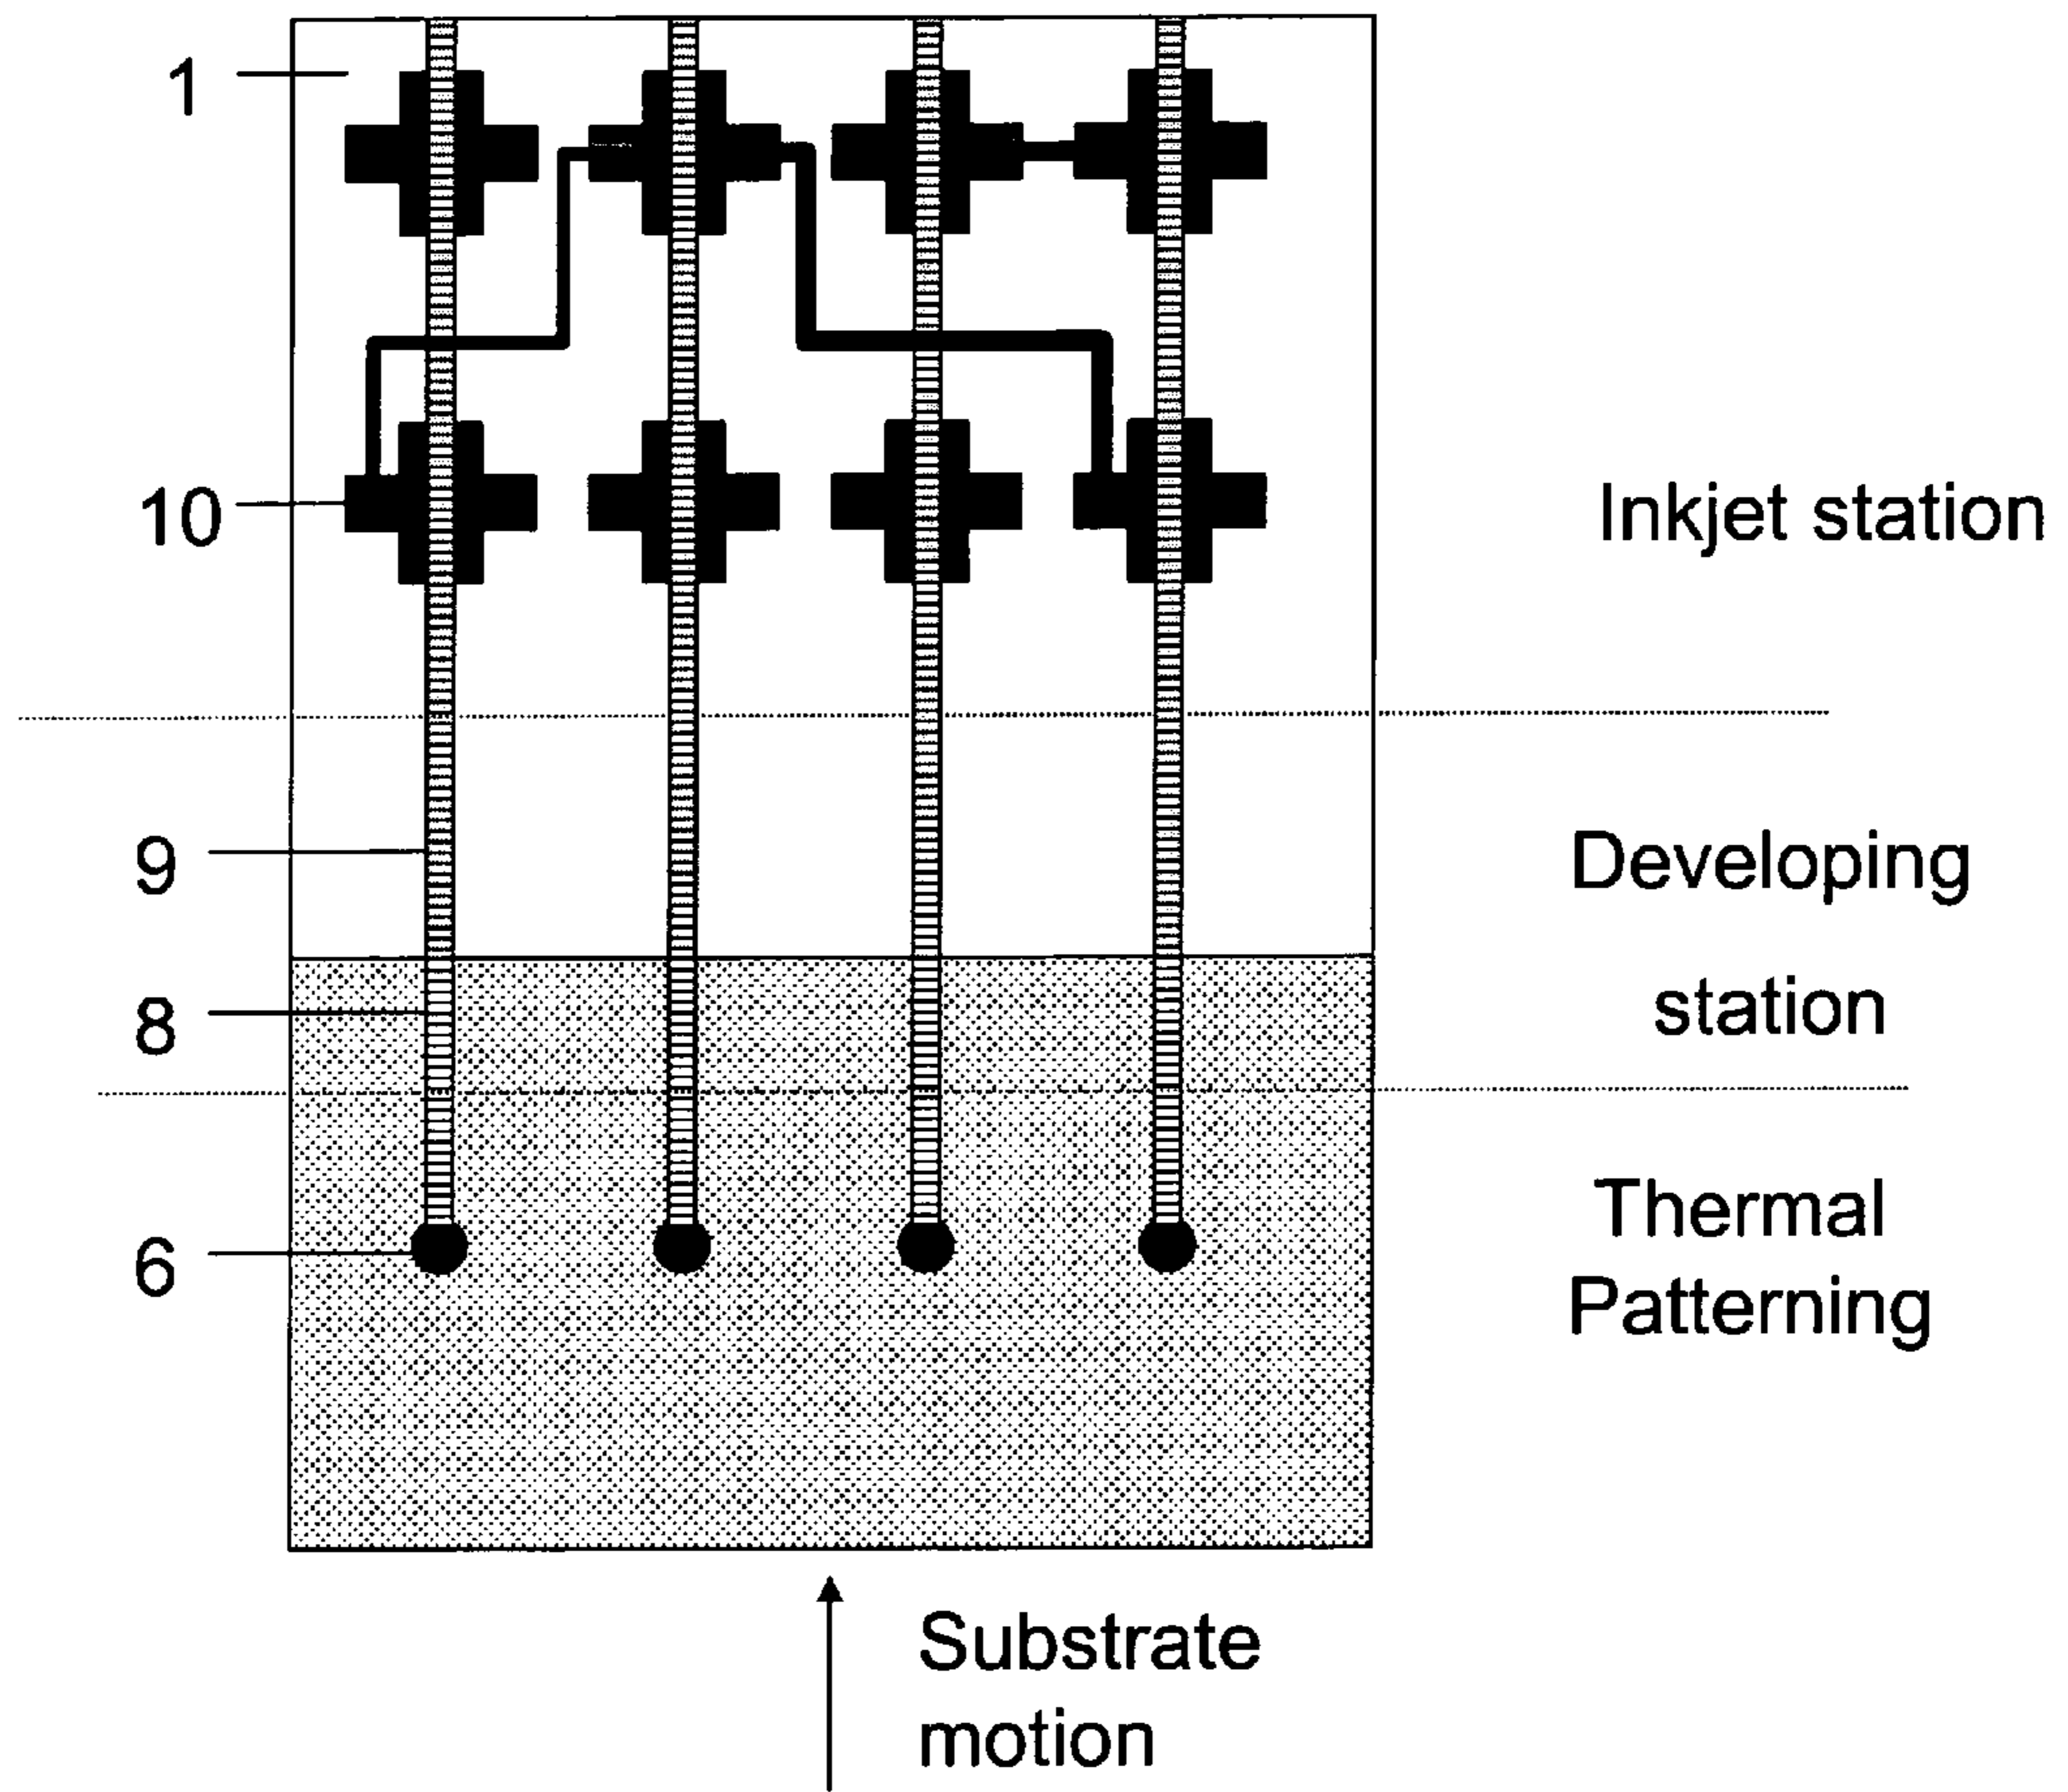 1
10
Inkjet station
9
Developing
8
station
6
Thermal
Patterning
Substrate
motion